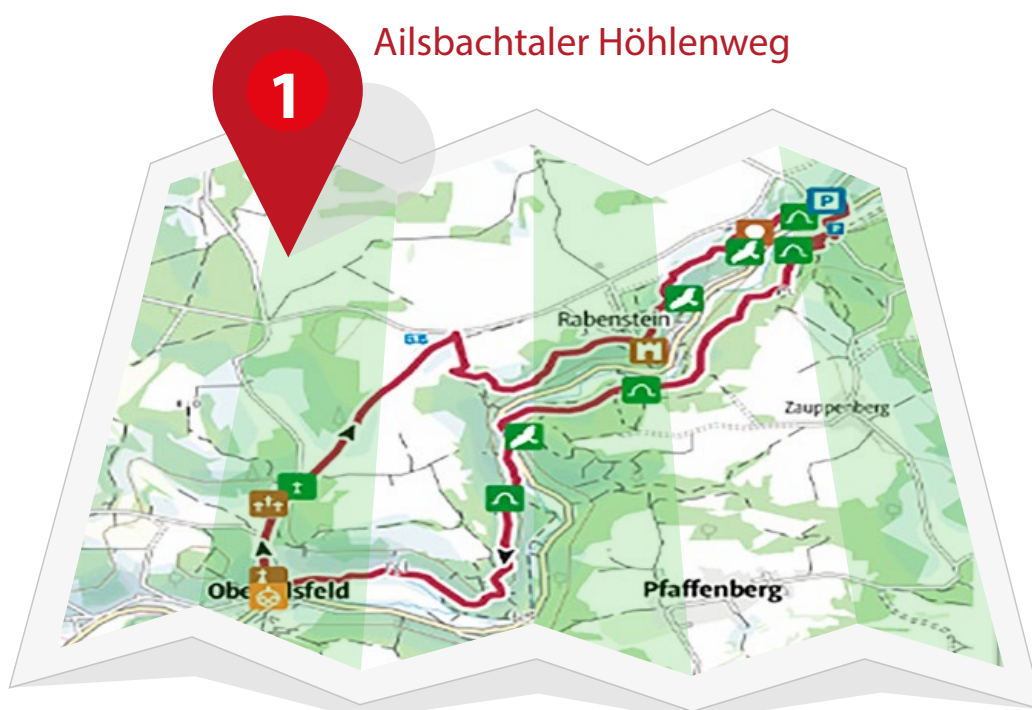 Ailsbachtaler Höhlenweg
1
P
P
Rabenstein
Zauppenberg
Pfaffenberg